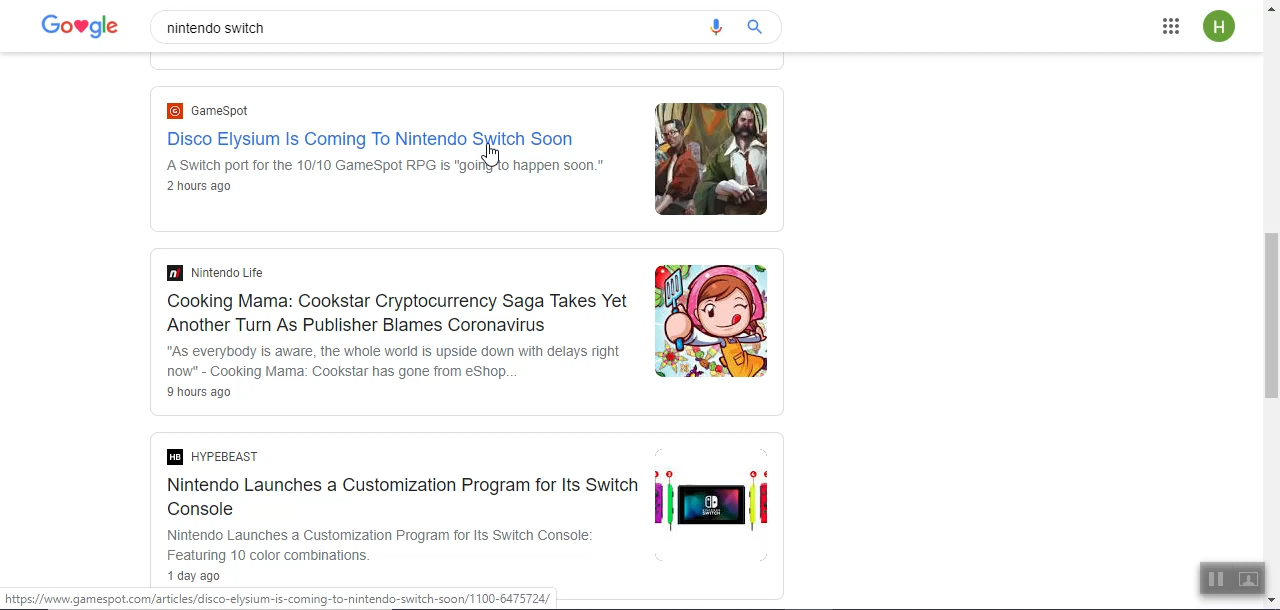 Google
nintendo switch
H
GameSpot
Disco Elysium Is Coming To Nintendo Switch Soon
A Switch port for the 10/10 GameSpot RPG is "going to happen soon."
2 hours ago
n
Nintendo Life
Cooking Mama: Cookstar Cryptocurrency Saga Takes Yet
Another Turn As Publisher Blames Coronavirus
"As everybody is aware, the whole world is upside down with delays right
now" - Cooking Mama: Cookstar has gone from eShop...
9 hours ago
HB HYPEBEAST
Nintendo Launches a Customization Program for Its Switch
Console
Nintendo Launches a Customization Program for Its Switch Console:
Featuring 10 color combinations.
1 day ago
https://www.gamespot.com/articles/disco-elysium-is-coming-to-nintendo-switch-soon/1100-6475724/